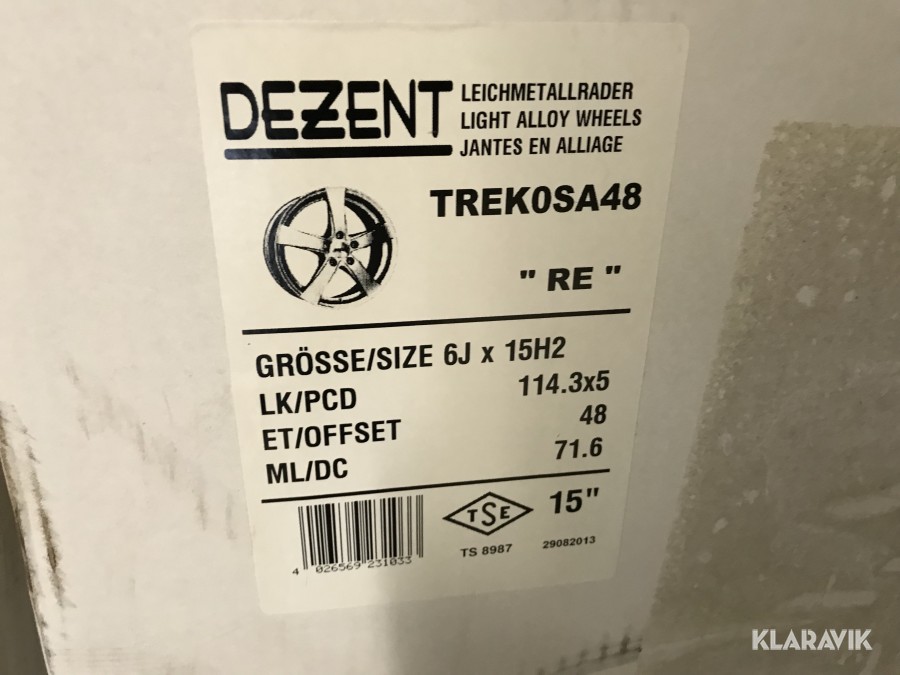 DEZENT
LEICHMETALLRADER
LIGHT ALLOY WHEELS
JANTES EN ALLIAGE
TREK0SA48
" RE "
GRÖSSE/SIZE 6J x 15H2
LK/PCD 114.3x5
ET/OFFSET 48
ML/DC 71.6
TSE 15"
TS 8987 29082013
4 026569 231033
KLARAVIK